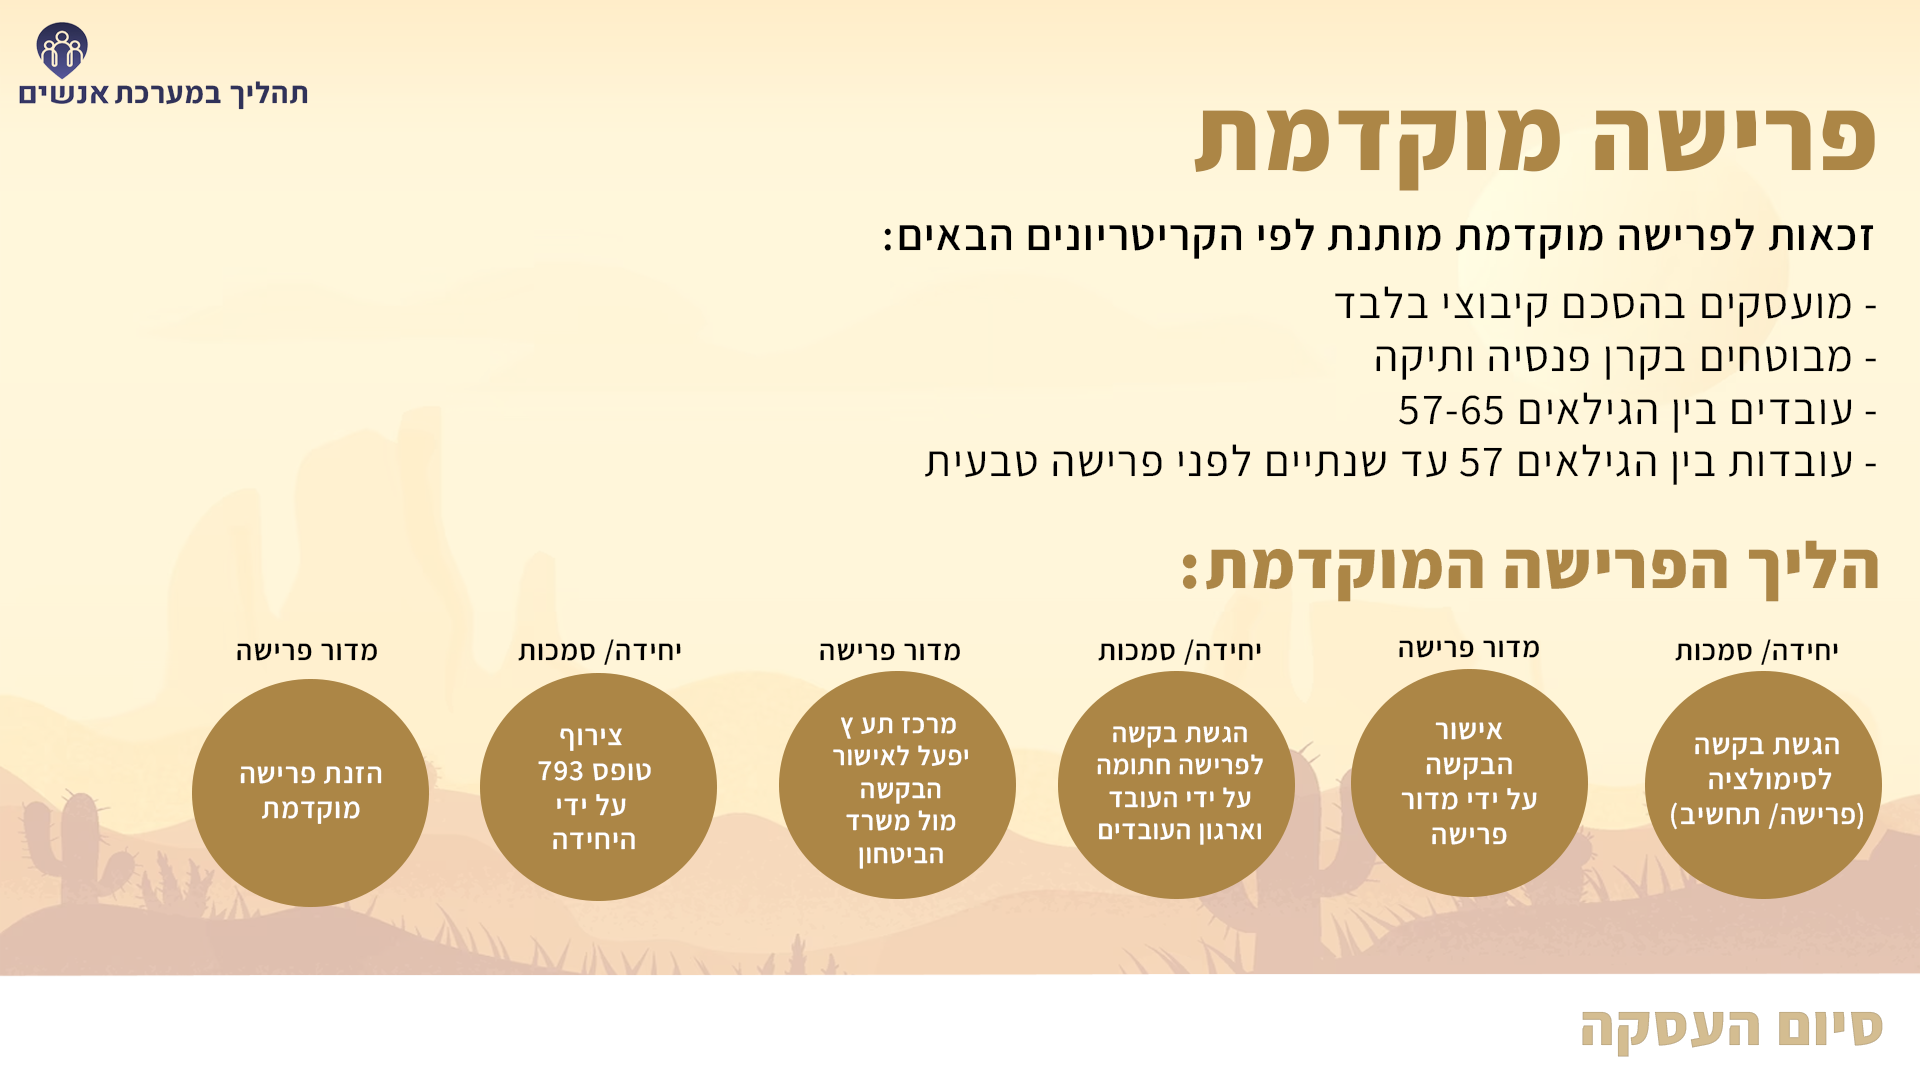 תהליך במערכת אנשים
פרישה מוקדמת
זכאות לפרישה מוקדמת מותנת לפי הקריטריונים הבאים:
- מועסקים בהסכם קיבוצי בלבד
- מבוטחים בקרן פנסיה ותיקה
- עובדים בין הגילאים 57-65
- עובדות בין הגילאים 57 עד שנתיים לפני פרישה טבעית
הליך הפרישה המוקדמת:
יחידה/ סמכות
הגשת בקשה
לסימולציה
(פרישה/ תחשיב)
מדור פרישה
אישור
הבקשה
על ידי מדור
פרישה
יחידה/ סמכות
הגשת בקשה
לפרישה חתומה
על ידי העובד
וארגון העובדים
מדור פרישה
מרכז תע ץ
יפעל לאישור
הבקשה
מול משרד
הביטחון
יחידה/ סמכות
צירוף
טופס 793
על ידי
היחידה
מדור פרישה
הזנת פרישה
מוקדמת
סיום העסקה